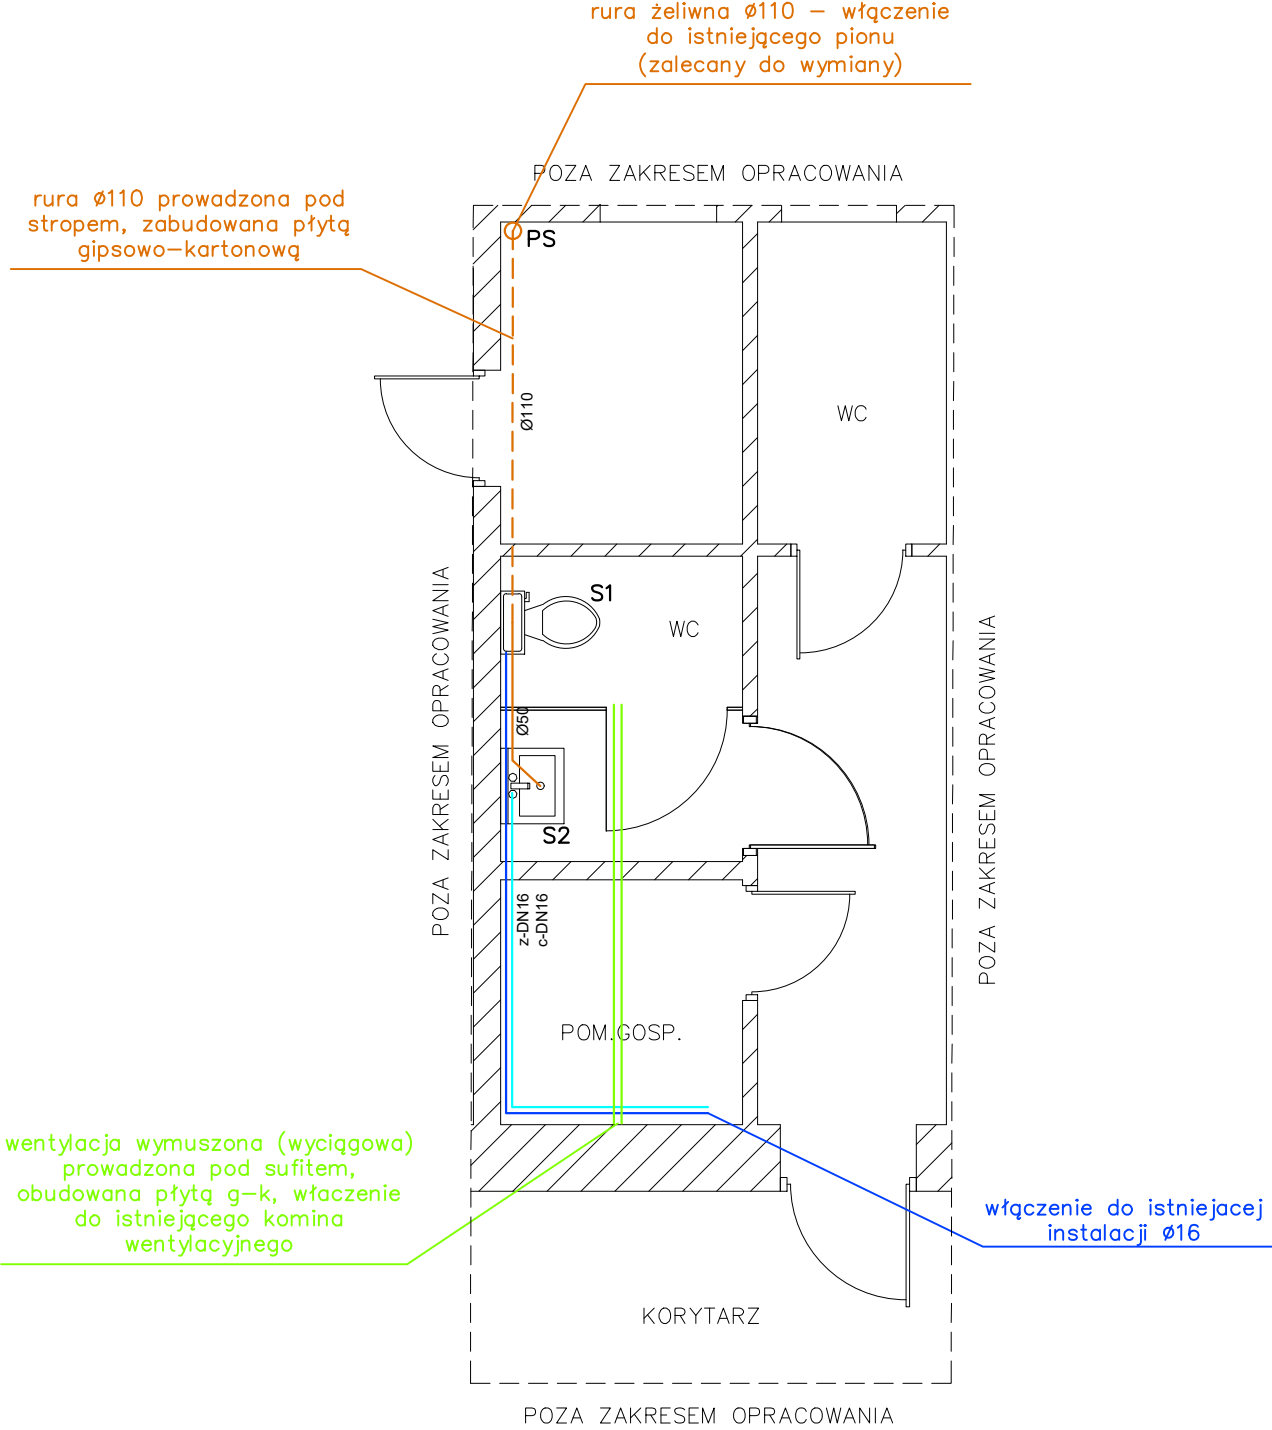 rura żeliwna Ø110 – włączenie
do istniejącego pionu
(zalecany do wymiany)
POZA ZAKRESEM OPRACOWANIA
rura Ø110 prowadzona pod
stropem, zabudowana płytą
gipsowo–kartonową
PS
Ø110
WC
S1
WC
POZA ZAKRESEM OPRACOWANIA
POZA ZAKRESEM OPRACOWANIA
Ø50
S2
z-DN16
c-DN16
POM.GOSP.
wentylacja wymuszona (wyciągowa)
prowadzona pod sufitem,
obudowana płytą g–k, właczenie
do istniejącego komina
wentylacyjnego
włączenie do istniejacej
instalacji Ø16
KORYTARZ
POZA ZAKRESEM OPRACOWANIA